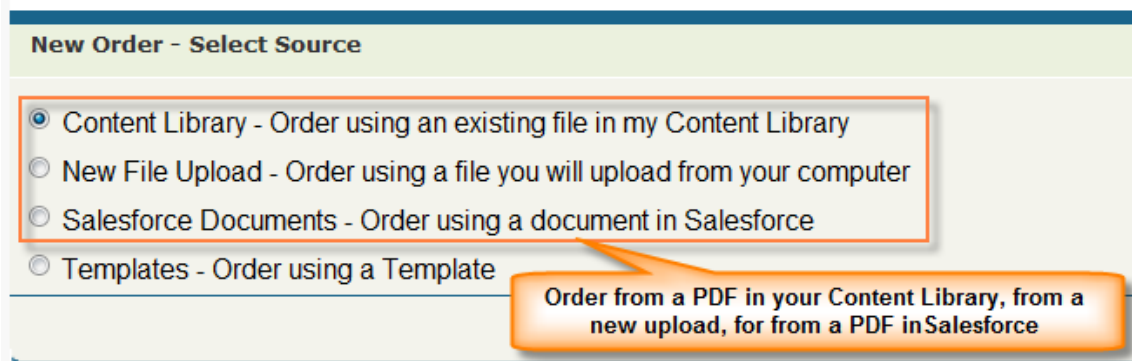 New Order - Select Source
Content Library - Order using an existing file in my Content Library
New File Upload - Order using a file you will upload from your computer
Salesforce Documents - Order using a document in Salesforce
Templates - Order using a Template
Order from a PDF in your Content Library, from a
new upload, for from a PDF inSalesforce